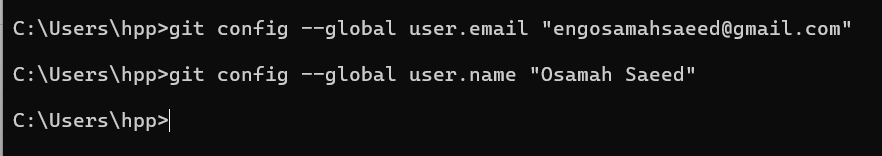 C:\Users\hpp>git config --global user.email "engosamahsaeed@gmail.com"
C:\Users\hpp>git config --global user.name "Osamah Saeed"
C:\Users\hpp>